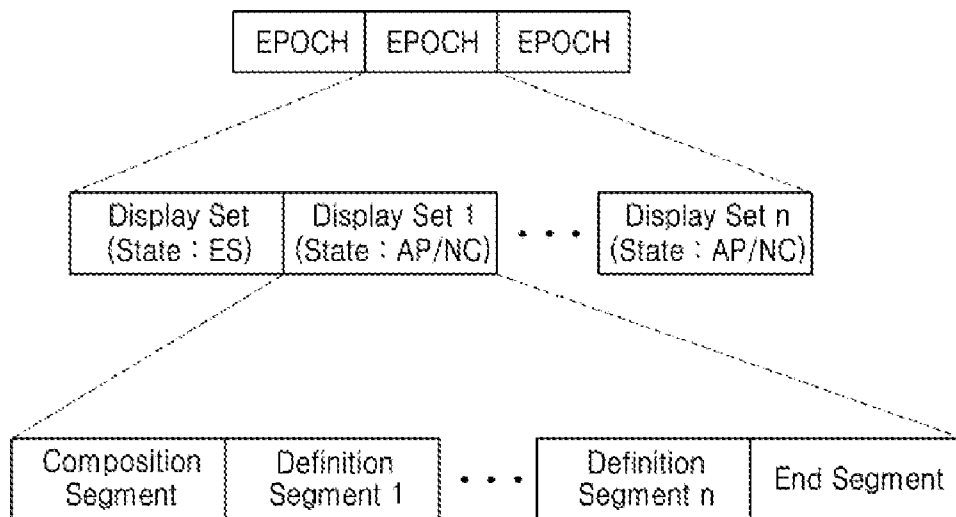 EPOCH EPOCH EPOCH
Display Set
(State : ES)
Display Set 1
(State : AP/NC)
• • •
Display Set n
(State : AP/NC)
Composition
Segment
Definition
Segment 1
• • •
Definition
Segment n
End Segment